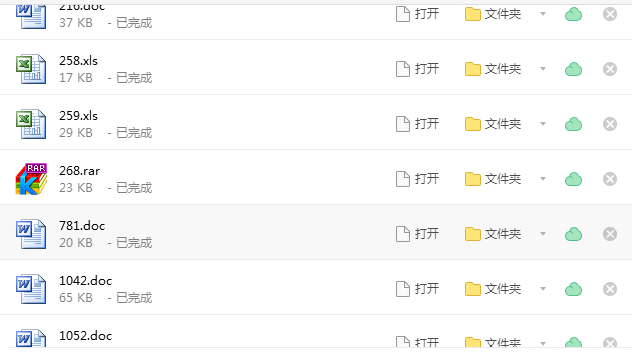 216.doc
37 KB - 已完成 打开 文件夹
258.xls
17 KB - 已完成 打开 文件夹
259.xls
29 KB - 已完成 打开 文件夹
RAR
268.rar
23 KB - 已完成 打开 文件夹
781.doc
20 KB - 已完成 打开 文件夹
1042.doc
65 KB - 已完成 打开 文件夹
1052.doc
打开 文件夹